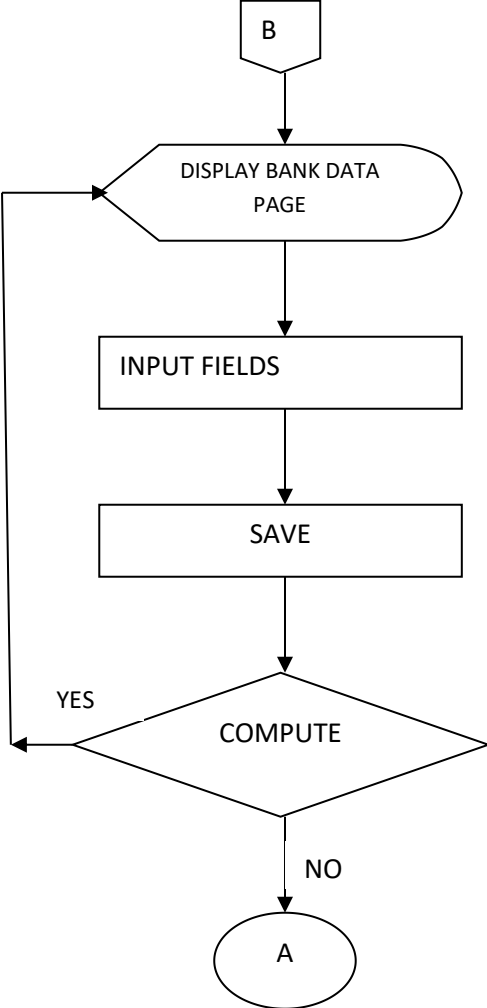 B
DISPLAY BANK DATA
PAGE
INPUT FIELDS
SAVE
YES
COMPUTE
NO
A